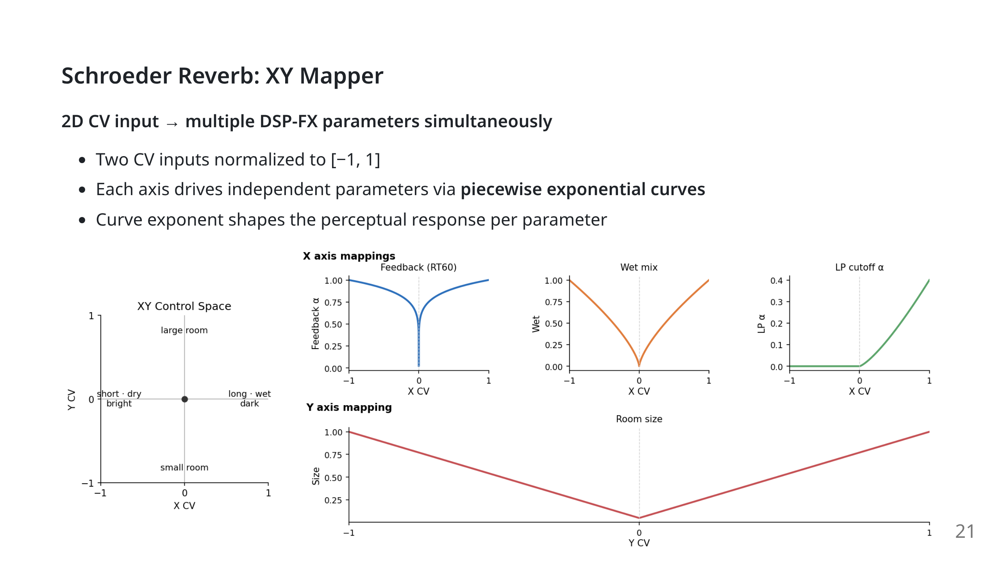 Schroeder Reverb: XY Mapper
2D CV input → multiple DSP-FX parameters simultaneously
• Two CV inputs normalized to [−1, 1]
• Each axis drives independent parameters via piecewise exponential curves
• Curve exponent shapes the perceptual response per parameter
XY Control Space
1
large room
Y CV
0
short · dry
bright
long · wet
dark
small room
−1
−1
0
1
X CV
X axis mappings
Feedback (RT60)
Feedback α
1.00
0.75
0.50
0.25
0.00
−1
0
1
X CV
Wet mix
Wet
1.00
0.75
0.50
0.25
0.00
−1
0
1
X CV
LP cutoff α
LP α
0.4
0.3
0.2
0.1
0.0
−1
0
1
X CV
Y axis mapping
Room size
Size
1.00
0.75
0.50
0.25
−1
0
1
Y CV
21